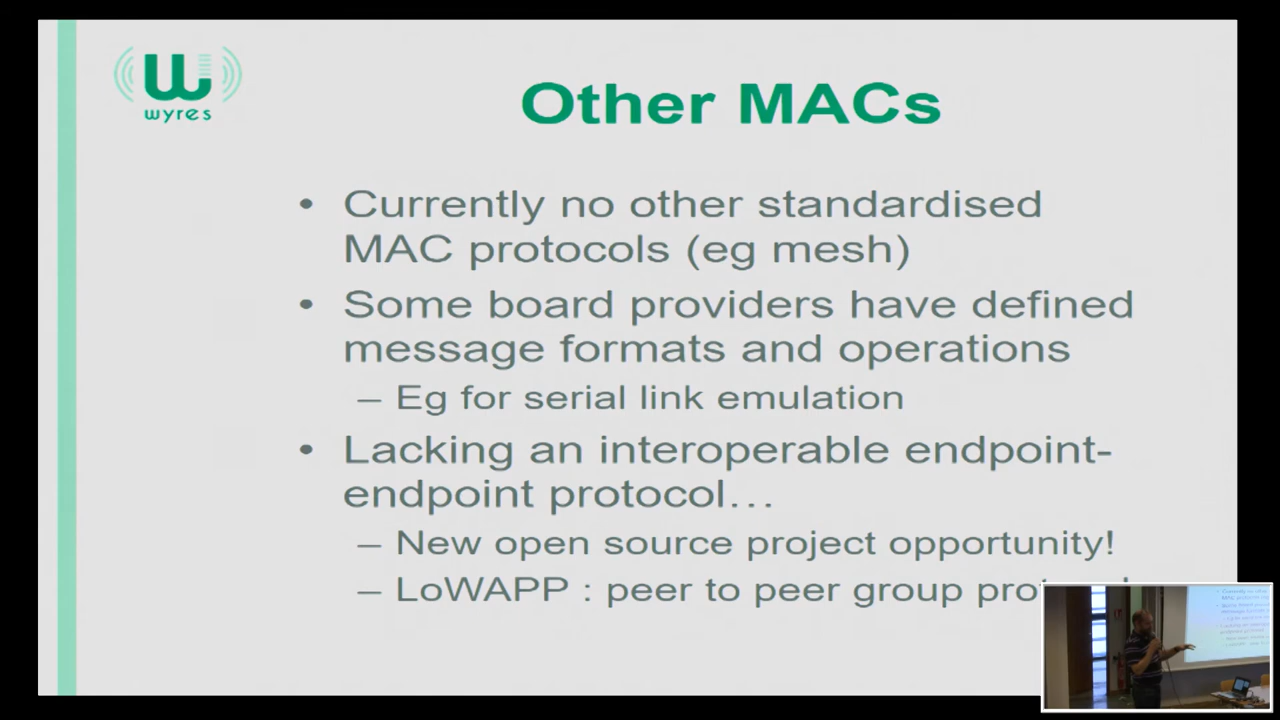 wyres
Other MACs
• Currently no other standardised
MAC protocols (eg mesh)
• Some board providers have defined
message formats and operations
– Eg for serial link emulation
• Lacking an interoperable endpoint-
endpoint protocol…
– New open source project opportunity!
– LoWAPP : peer to peer group